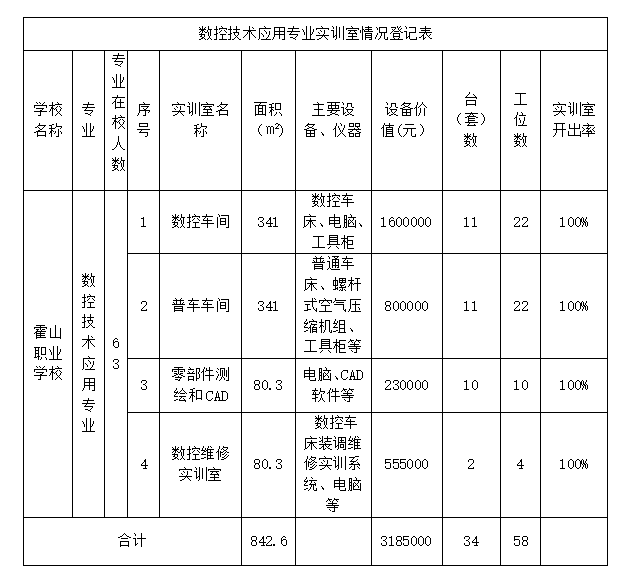 数控技术应用专业实训室情况登记表
学校名称 专业 专业在校人数 序号 实训室名称 面积（㎡） 主要设备、仪器 设备价值(元） 台（套）数 工位数 实训室开出率
霍山职业学校 数控技术应用专业 63
1 数控车间 341 数控车床、电脑、工具柜 1600000 11 22 100%
2 普车车间 341 普通车床、螺杆式空气压缩机组、工具柜等 800000 11 22 100%
3 零部件测绘和CAD 80.3 电脑、CAD软件等 230000 10 10 100%
4 数控维修实训室 80.3 数控车床装调维修实训系统、电脑等 555000 2 4 100%
合计 842.6 3185000 34 58